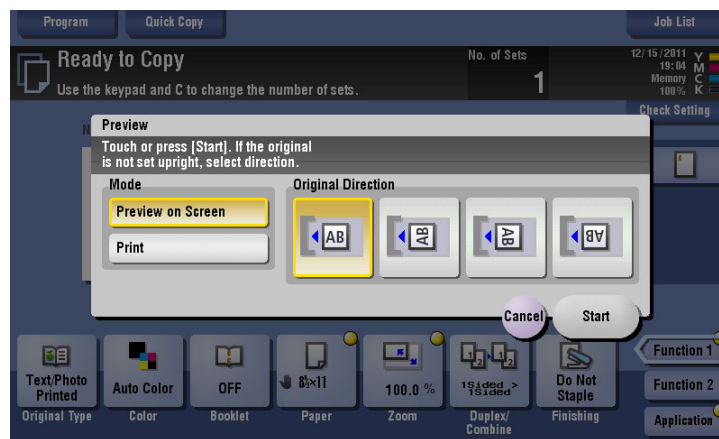 Program
Quick Copy
Job List
Ready to Copy
No. of Sets
12/15/2011
19:04
Memory
100%
Y
M
C
K
Use the keypad and C to change the number of sets.
1
Check Setting
N
Preview
Touch or press [Start]. If the original
is not set upright, select direction.
Mode
Original Direction
Preview on Screen
Print
AB
AB
AB
AB
Cancel
Start
Text/Photo
Printed
Auto Color
OFF
8½×11
100.0 %
1 2 1 2
1Sided >
1Sided
Do Not
Staple
Original Type
Color
Booklet
Paper
Zoom
Duplex/
Combine
Finishing
Function 1
Function 2
Application